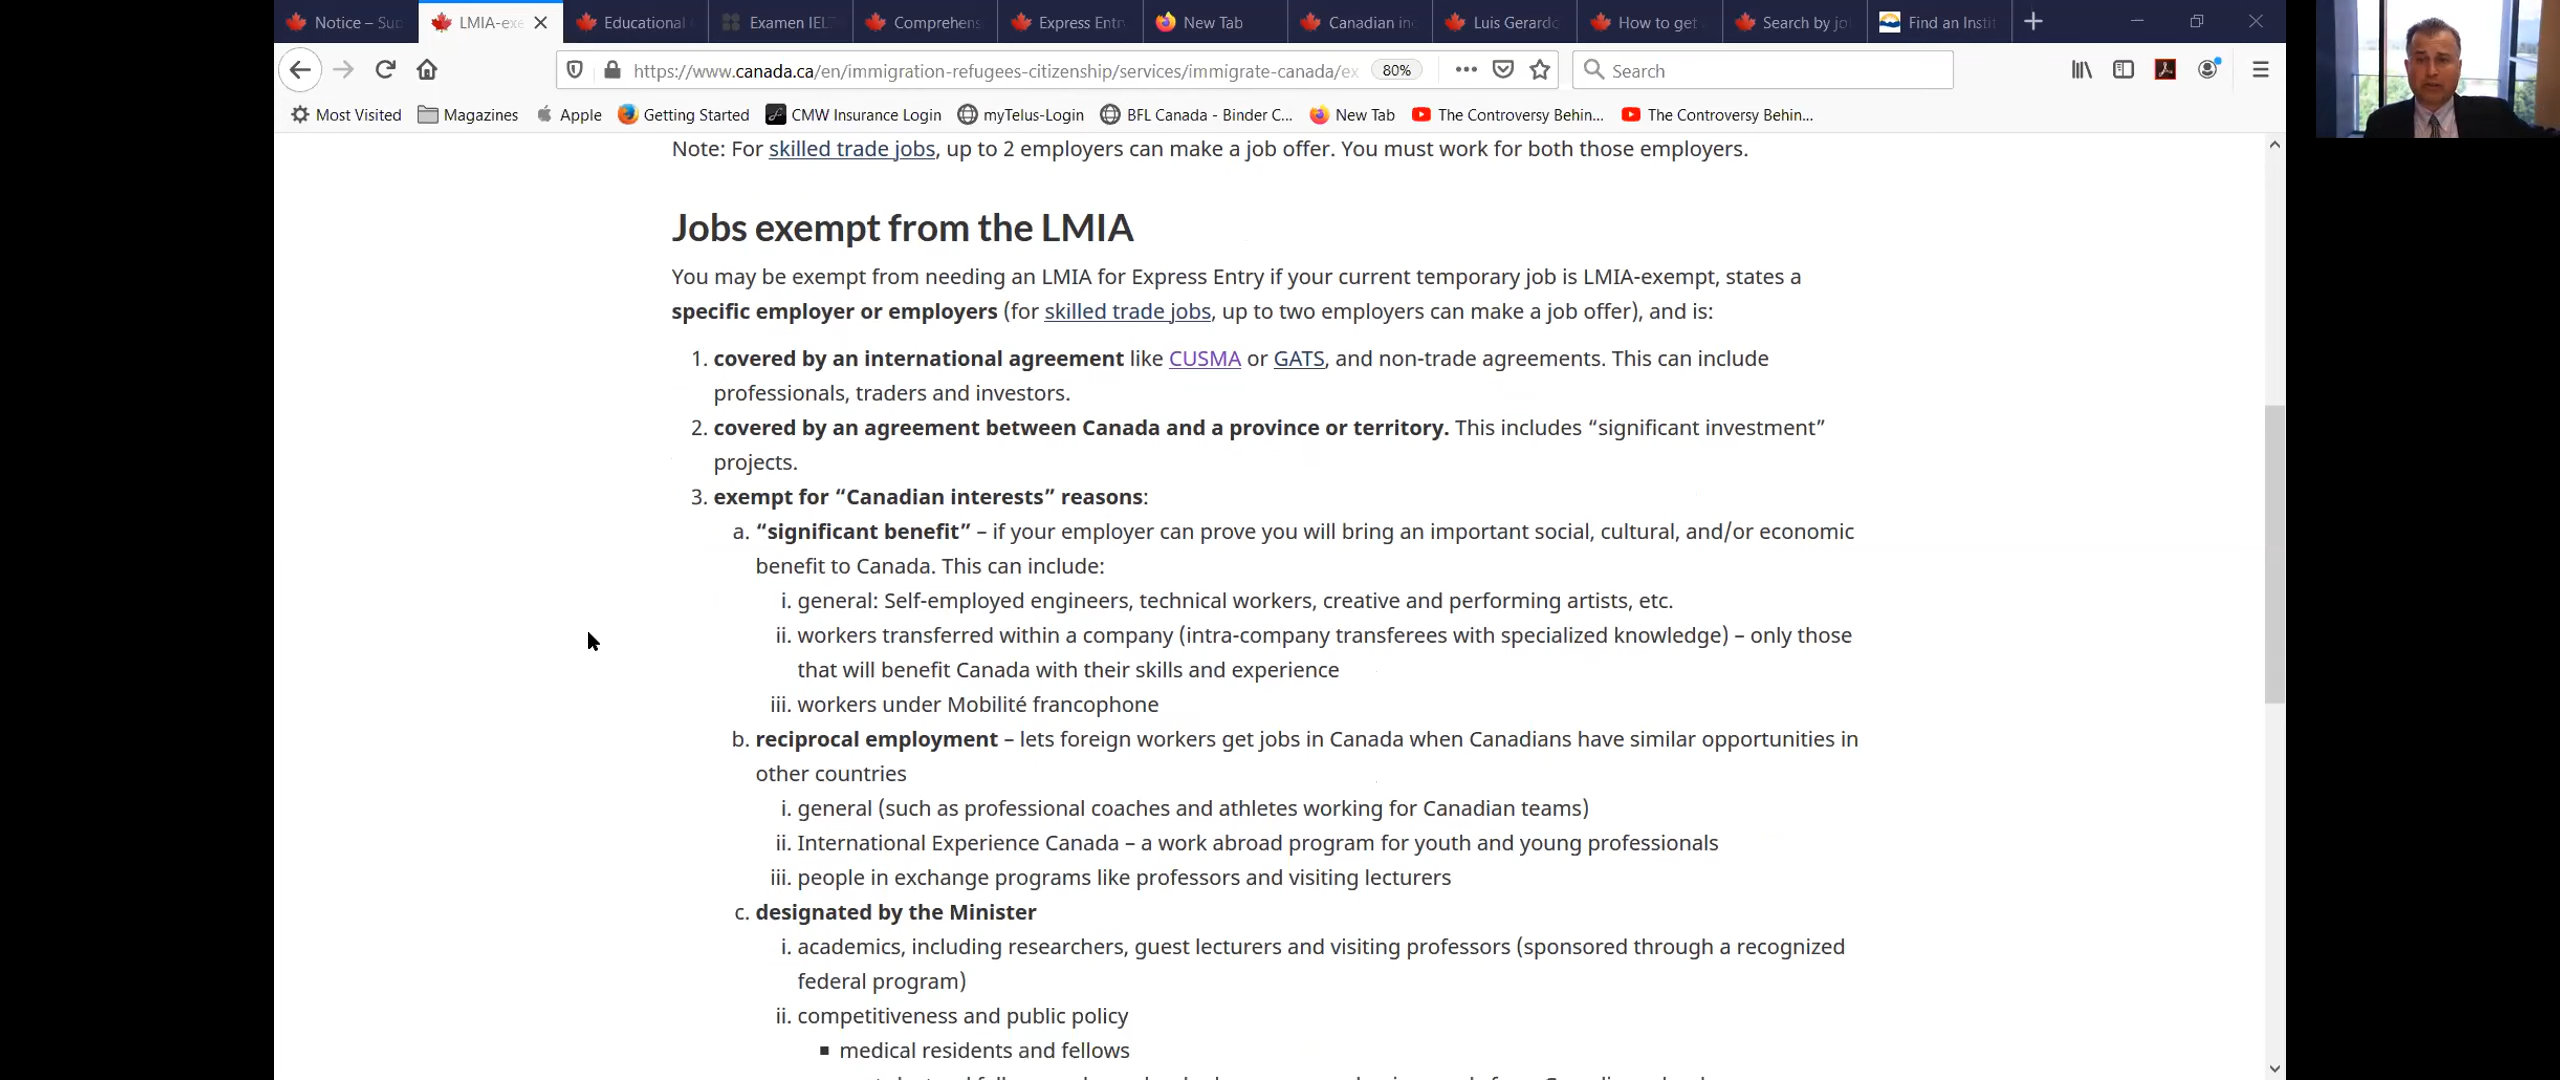 Notice – Su
LMIA-exe
Educational
Examen IEL
Comprehens
Express Entr
New Tab
Canadian in
Luis Gerardo
How to get
Search by jo
Find an Insti
https://www.canada.ca/en/immigration-refugees-citizenship/services/immigrate-canada/ex
80%
Search
Most Visited
Magazines
Apple
Getting Started
CMW Insurance Login
myTelus-Login
BFL Canada - Binder C...
New Tab
The Controversy Behin...
The Controversy Behin...
Note: For skilled trade jobs, up to 2 employers can make a job offer. You must work for both those employers.
Jobs exempt from the LMIA
You may be exempt from needing an LMIA for Express Entry if your current temporary job is LMIA-exempt, states a
specific employer or employers (for skilled trade jobs, up to two employers can make a job offer), and is:
1. covered by an international agreement like CUSMA or GATS, and non-trade agreements. This can include
professionals, traders and investors.
2. covered by an agreement between Canada and a province or territory. This includes “significant investment”
projects.
3. exempt for “Canadian interests” reasons:
a. “significant benefit” – if your employer can prove you will bring an important social, cultural, and/or economic
benefit to Canada. This can include:
i. general: Self-employed engineers, technical workers, creative and performing artists, etc.
ii. workers transferred within a company (intra-company transferees with specialized knowledge) – only those
that will benefit Canada with their skills and experience
iii. workers under Mobilité francophone
b. reciprocal employment – lets foreign workers get jobs in Canada when Canadians have similar opportunities in
other countries
i. general (such as professional coaches and athletes working for Canadian teams)
ii. International Experience Canada – a work abroad program for youth and young professionals
iii. people in exchange programs like professors and visiting lecturers
c. designated by the Minister
i. academics, including researchers, guest lecturers and visiting professors (sponsored through a recognized
federal program)
ii. competitiveness and public policy
▪ medical residents and fellows